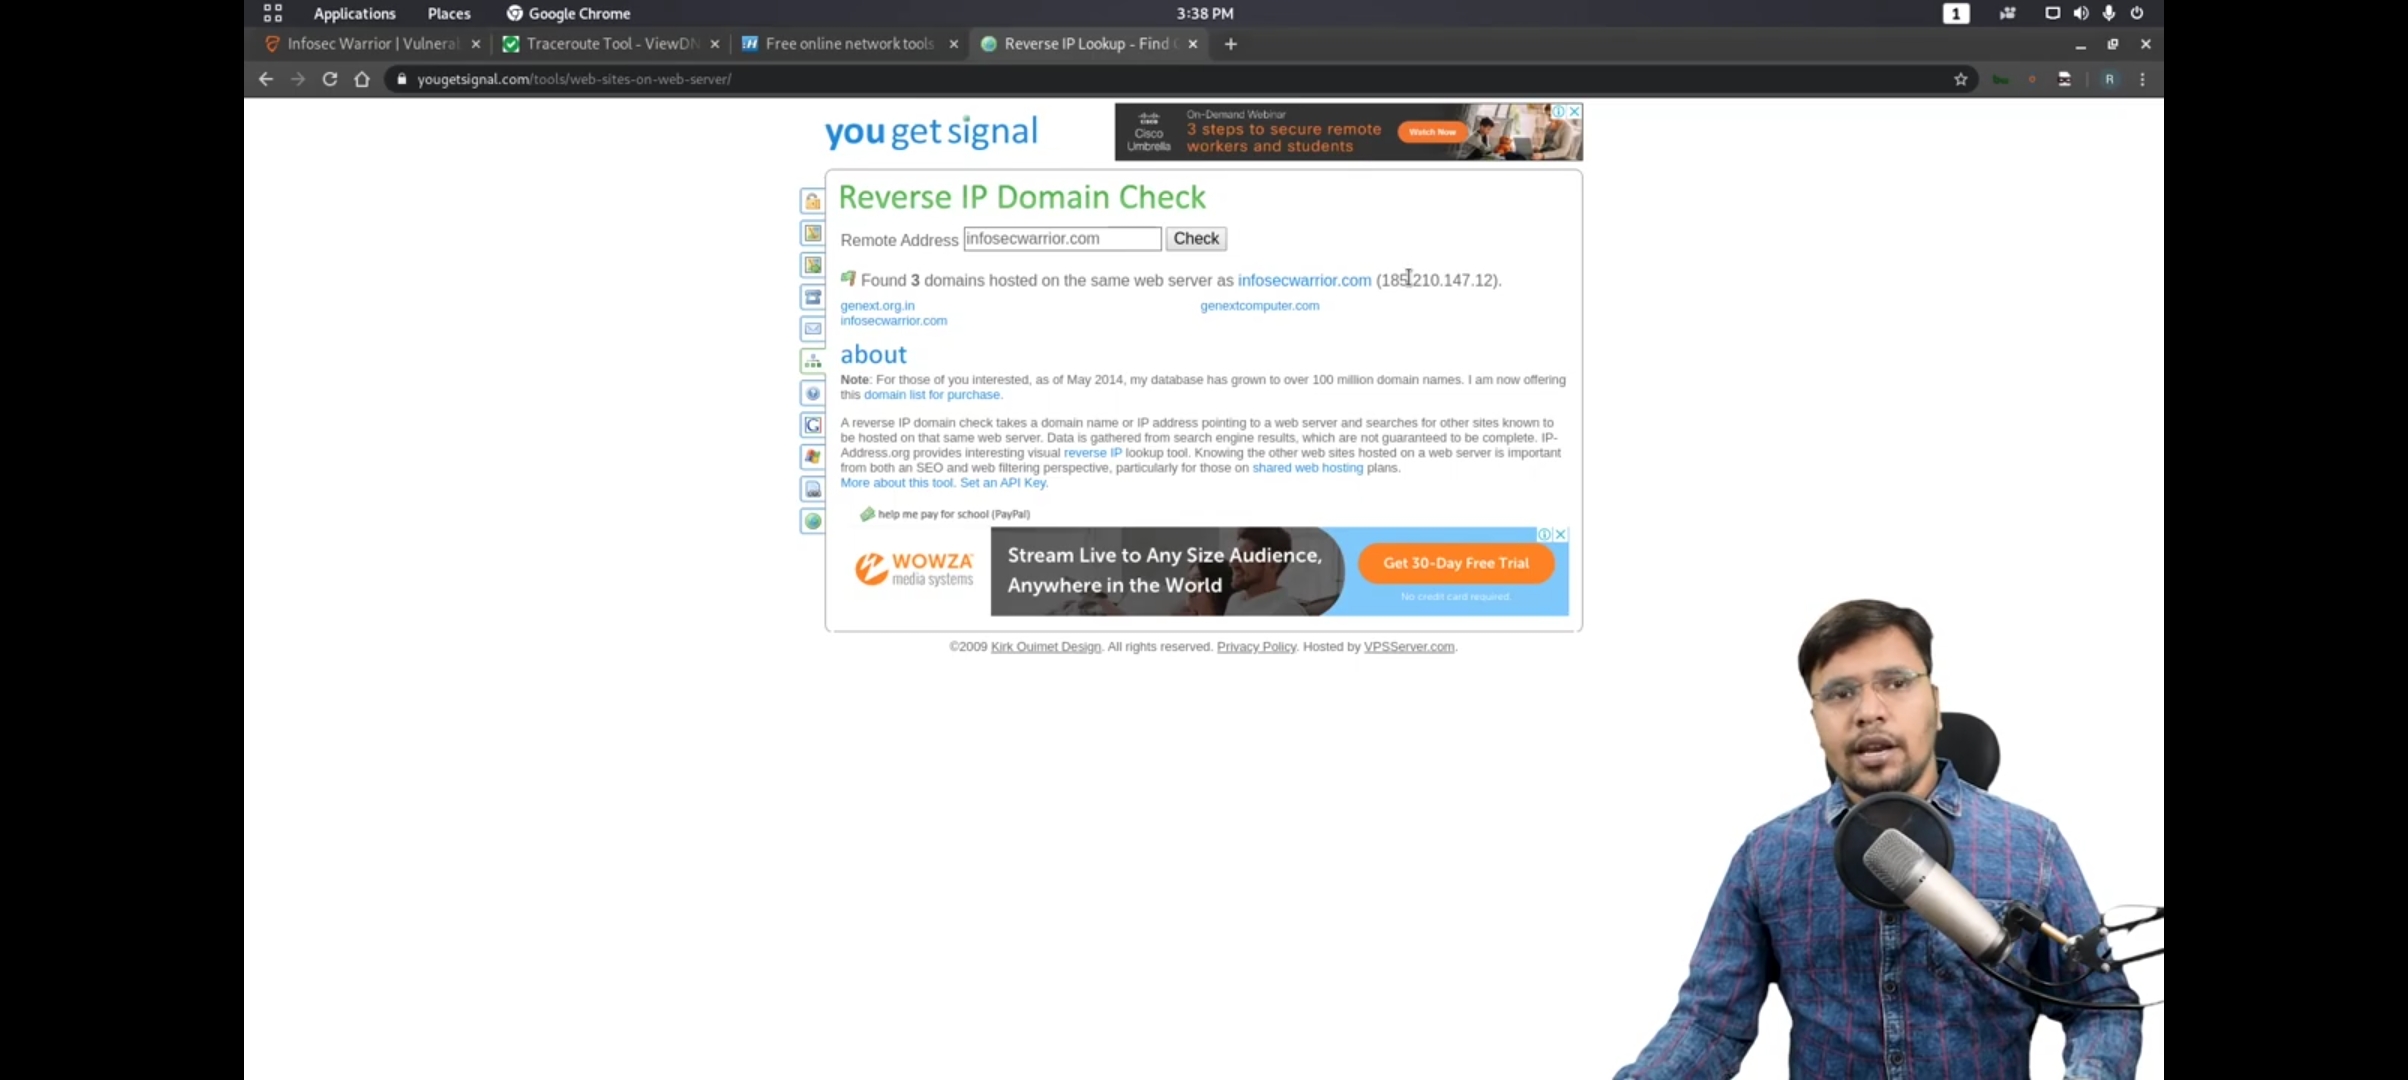 Applications Places Google Chrome 3:38 PM 1
Infosec Warrior | Vulneral Traceroute Tool - ViewDN Free online network tools Reverse IP Lookup - Find
yougetsignal.com/tools/web-sites-on-web-server/ R
you get signal
Cisco Umbrella
On-Demand Webinar
3 steps to secure remote
workers and students
Watch Now
Reverse IP Domain Check
Remote Address infosecwarrior.com Check
Found 3 domains hosted on the same web server as infosecwarrior.com (185.210.147.12).
genext.org.in genextcomputer.com
infosecwarrior.com
about
Note: For those of you interested, as of May 2014, my database has grown to over 100 million domain names. I am now offering
this domain list for purchase.
A reverse IP domain check takes a domain name or IP address pointing to a web server and searches for other sites known to
be hosted on that same web server. Data is gathered from search engine results, which are not guaranteed to be complete. IP-
Address.org provides interesting visual reverse IP lookup tool. Knowing the other web sites hosted on a web server is important
from both an SEO and web filtering perspective, particularly for those on shared web hosting plans.
More about this tool. Set an API Key.
help me pay for school (PayPal)
WOWZA
media systems
Stream Live to Any Size Audience,
Anywhere in the World
Get 30-Day Free Trial
No credit card required.
©2009 Kirk Ouimet Design. All rights reserved. Privacy Policy. Hosted by VPSServer.com.